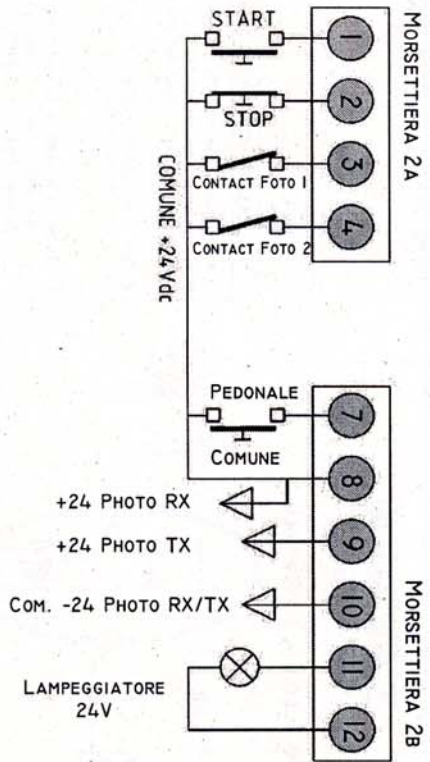 START
MORSETTIERA 2A
1
2
STOP
3
CONTACT FOTO 1
4
CONTACT FOTO 2
COMUNE +24Vdc
PEDONALE
7
COMUNE
8
+24 PHOTO RX
+24 PHOTO TX
9
COM. -24 PHOTO RX/TX
10
MORSETTIERA 2B
11
LAMPEGGIATORE
24V
12